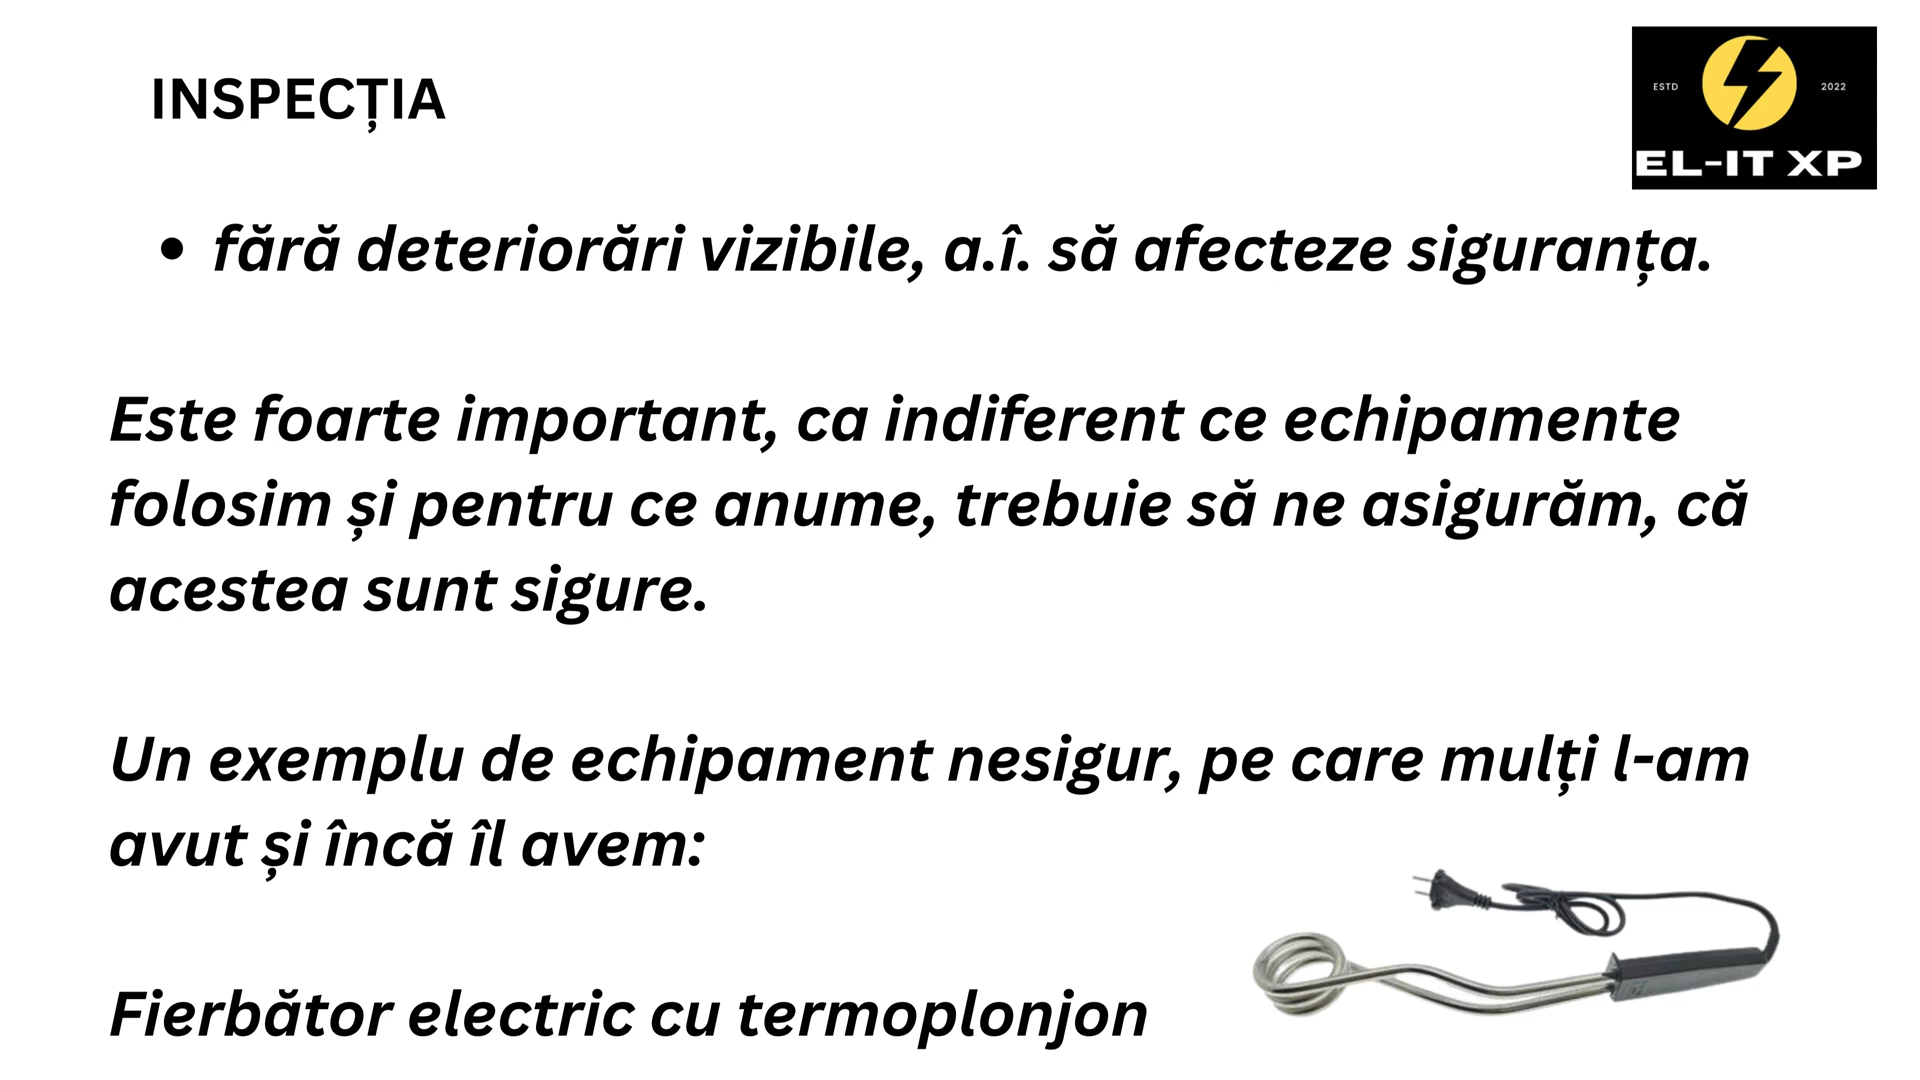 INSPECȚIA
ESTD 2022
EL-IT XP
• fără deteriorări vizibile, a.î. să afecteze siguranța.
Este foarte important, ca indiferent ce echipamente
folosim și pentru ce anume, trebuie să ne asigurăm, că
acestea sunt sigure.
Un exemplu de echipament nesigur, pe care mulți l-am
avut și încă îl avem:
Fierbător electric cu termoplonjon